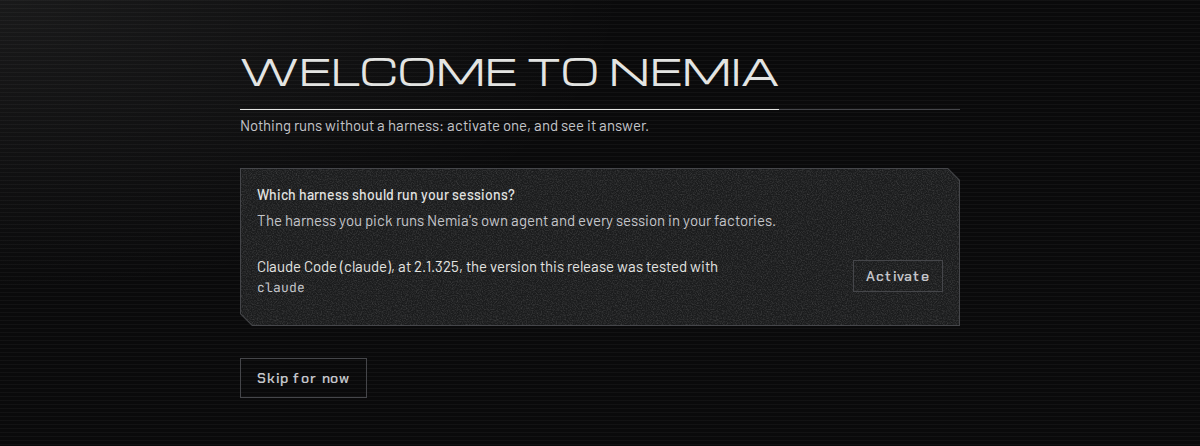 WELCOME TO NEMIA
Nothing runs without a harness: activate one, and see it answer.
Which harness should run your sessions?
The harness you pick runs Nemia's own agent and every session in your factories.
Claude Code (claude), at 2.1.325, the version this release was tested with
claude
Activate
Skip for now